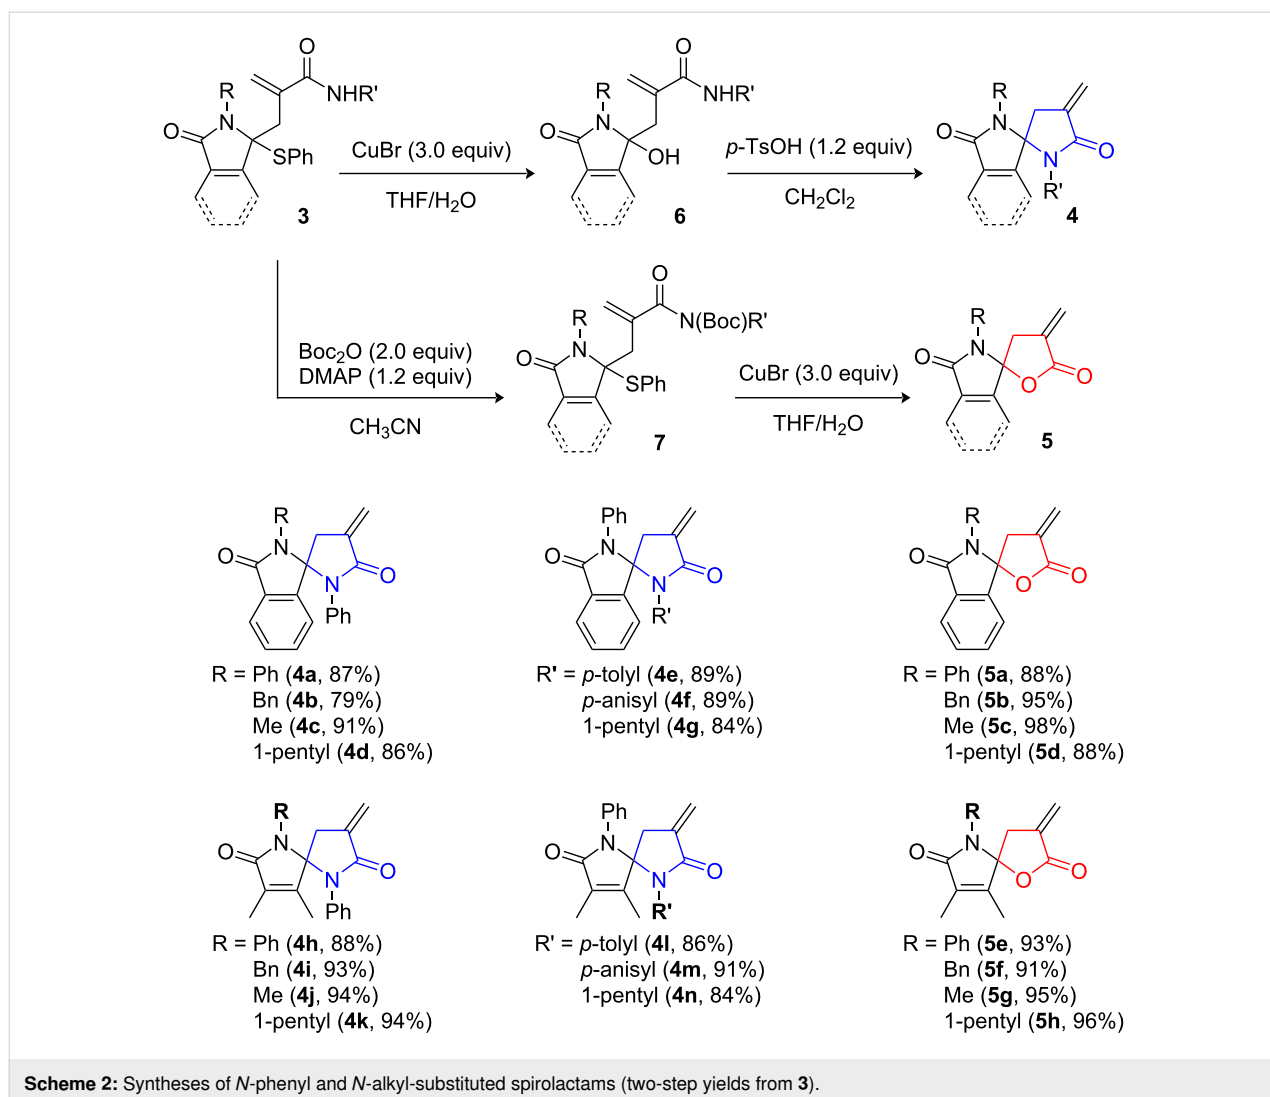 O
R
NHR'
N
O
SPh
3
CuBr (3.0 equiv)
THF/H2O
O
R
NHR'
N
O
OH
6
p-TsOH (1.2 equiv)
CH2Cl2
R
N
O
N
O
R'
4
Boc2O (2.0 equiv)
DMAP (1.2 equiv)
CH3CN
O
R
N(Boc)R'
N
O
SPh
7
CuBr (3.0 equiv)
THF/H2O
R
N
O
O
O
5
R
N
O
N
O
Ph
R = Ph (4a, 87%)
Bn (4b, 79%)
Me (4c, 91%)
1-pentyl (4d, 86%)
Ph
N
O
N
O
R'
R' = p-tolyl (4e, 89%)
p-anisyl (4f, 89%)
1-pentyl (4g, 84%)
R
N
O
O
O
R = Ph (5a, 88%)
Bn (5b, 95%)
Me (5c, 98%)
1-pentyl (5d, 88%)
R
N
O
N
O
Ph
R = Ph (4h, 88%)
Bn (4i, 93%)
Me (4j, 94%)
1-pentyl (4k, 94%)
Ph
N
O
N
O
R'
R' = p-tolyl (4l, 86%)
p-anisyl (4m, 91%)
1-pentyl (4n, 84%)
R
N
O
O
O
R = Ph (5e, 93%)
Bn (5f, 91%)
Me (5g, 95%)
1-pentyl (5h, 96%)
Scheme 2: Syntheses of N-phenyl and N-alkyl-substituted spirolactams (two-step yields from 3).